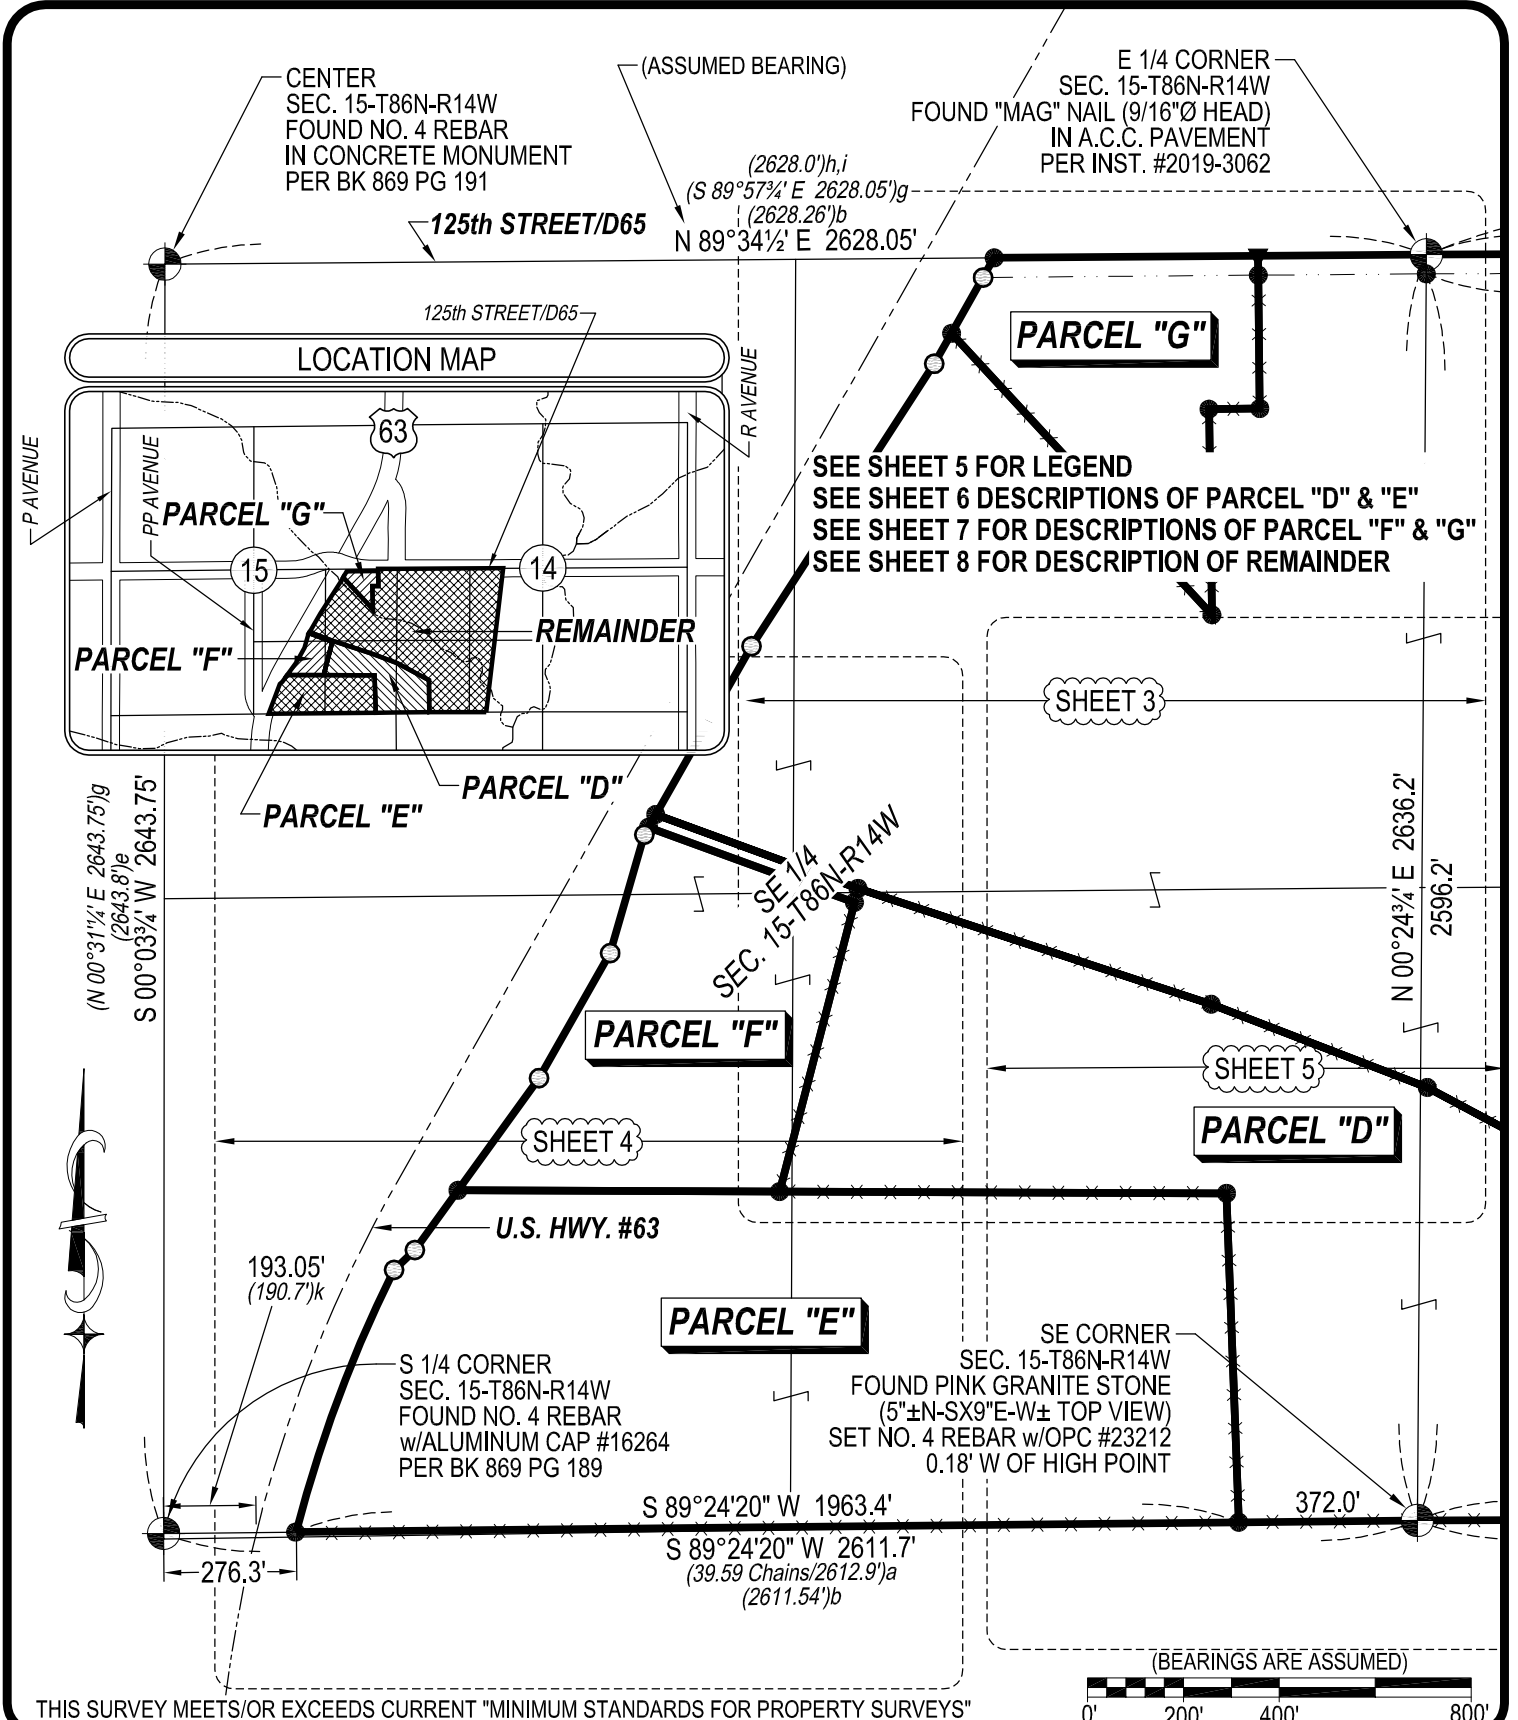 CENTER
SEC. 15-T86N-R14W
FOUND NO. 4 REBAR
IN CONCRETE MONUMENT
PER BK 869 PG 191
(ASSUMED BEARING)
E 1/4 CORNER
SEC. 15-T86N-R14W
FOUND "MAG" NAIL (9/16"Ø HEAD)
IN A.C.C. PAVEMENT
PER INST. #2019-3062
(2628.0')h,i
(S 89°57¾' E 2628.05')g
(2628.26')b
N 89°34½' E 2628.05'
125th STREET/D65
125th STREET/D65
LOCATION MAP
P AVENUE
PP AVENUE
R AVENUE
63
15
14
PARCEL "G"
PARCEL "F"
REMAINDER
PARCEL "D"
PARCEL "E"
PARCEL "G"
SEE SHEET 5 FOR LEGEND
SEE SHEET 6 DESCRIPTIONS OF PARCEL "D" & "E"
SEE SHEET 7 FOR DESCRIPTIONS OF PARCEL "F" & "G"
SEE SHEET 8 FOR DESCRIPTION OF REMAINDER
SHEET 3
(N 00°31¼' E 2643.75')g
(2643.8')e
S 00°03¾' W 2643.75'
SE 1/4
SEC. 15-T86N-R14W
N 00°24¾' E 2636.2'
2596.2'
PARCEL "F"
SHEET 5
PARCEL "D"
SHEET 4
U.S. HWY. #63
193.05'
(190.7')k
PARCEL "E"
S 1/4 CORNER
SEC. 15-T86N-R14W
FOUND NO. 4 REBAR
w/ALUMINUM CAP #16264
PER BK 869 PG 189
SE CORNER
SEC. 15-T86N-R14W
FOUND PINK GRANITE STONE
(5"±N-SX9"E-W± TOP VIEW)
SET NO. 4 REBAR w/OPC #23212
0.18' W OF HIGH POINT
S 89°24'20" W 1963.4'
372.0'
S 89°24'20" W 2611.7'
(39.59 Chains/2612.9')a
(2611.54')b
276.3'
(BEARINGS ARE ASSUMED)
0' 200' 400' 800'
THIS SURVEY MEETS/OR EXCEEDS CURRENT "MINIMUM STANDARDS FOR PROPERTY SURVEYS"